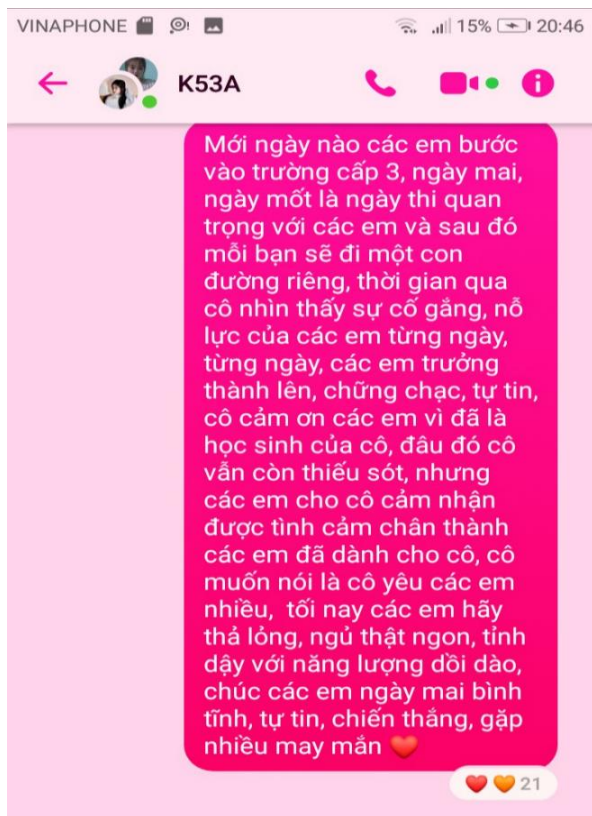 VINAPHONE 15% 20:46
K53A
Mới ngày nào các em bước
vào trường cấp 3, ngày mai,
ngày mốt là ngày thi quan
trọng với các em và sau đó
mỗi bạn sẽ đi một con
đường riêng, thời gian qua
cô nhìn thấy sự cố gắng, nỗ
lực của các em từng ngày,
từng ngày, các em trưởng
thành lên, chững chạc, tự tin,
cô cảm ơn các em vì đã là
học sinh của cô, đâu đó cô
vẫn còn thiếu sót, nhưng
các em cho cô cảm nhận
được tình cảm chân thành
các em đã dành cho cô, cô
muốn nói là cô yêu các em
nhiều, tối nay các em hãy
thả lỏng, ngủ thật ngon, tỉnh
dậy với năng lượng dồi dào,
chúc các em ngày mai bình
tĩnh, tự tin, chiến thắng, gặp
nhiều may mắn ❤️
❤️🧡 21